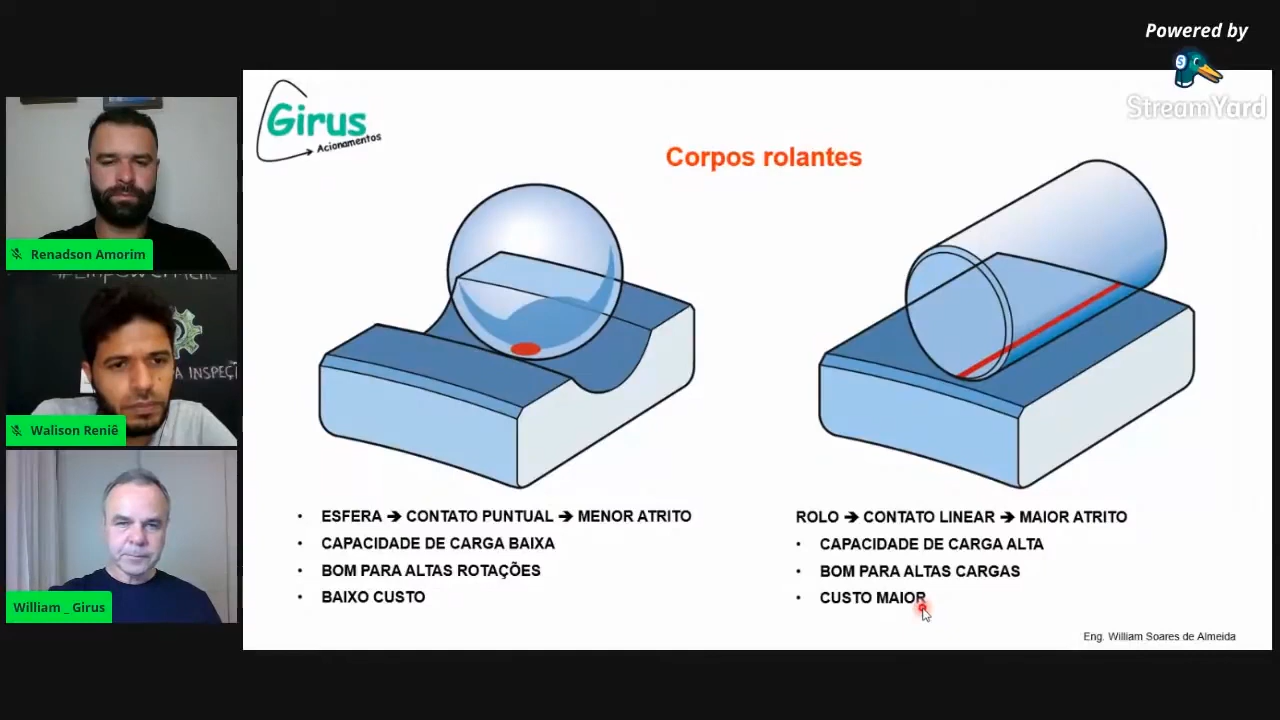 Powered by
StreamYard
Girus
Acionamentos
Corpos rolantes
Renadson Amorim
A INSPEÇ
Walison Reniê
William _ Girus
• ESFERA ➔ CONTATO PUNTUAL ➔ MENOR ATRITO
• CAPACIDADE DE CARGA BAIXA
• BOM PARA ALTAS ROTAÇÕES
• BAIXO CUSTO
ROLO ➔ CONTATO LINEAR ➔ MAIOR ATRITO
• CAPACIDADE DE CARGA ALTA
• BOM PARA ALTAS CARGAS
• CUSTO MAIOR
Eng. William Soares de Almeida